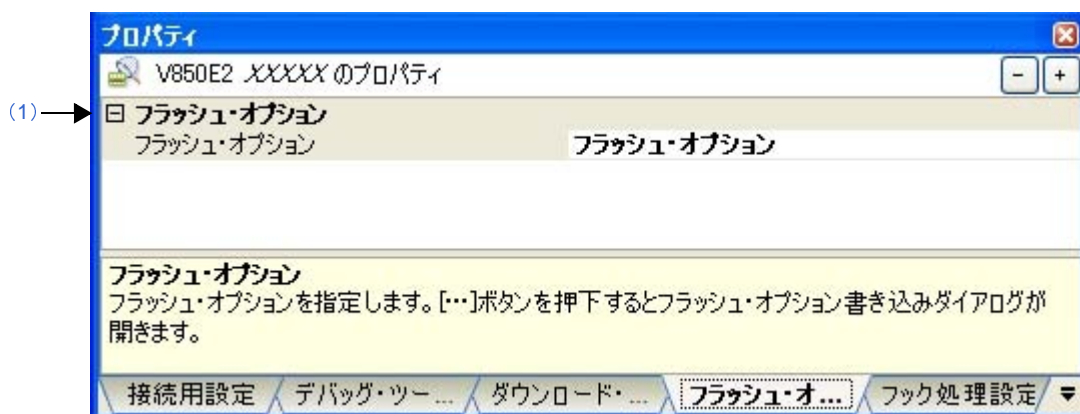 プロパティ
V850E2 XXXXX のプロパティ
- +
(1)
フラッシュ・オプション
フラッシュ・オプション フラッシュ・オプション
フラッシュ・オプション
フラッシュ・オプションを指定します。[…]ボタンを押下するとフラッシュ・オプション書き込みダイアログが
開きます。
接続用設定 デバッグ・ツー... ダウンロード・... フラッシュ・オ... フック処理設定